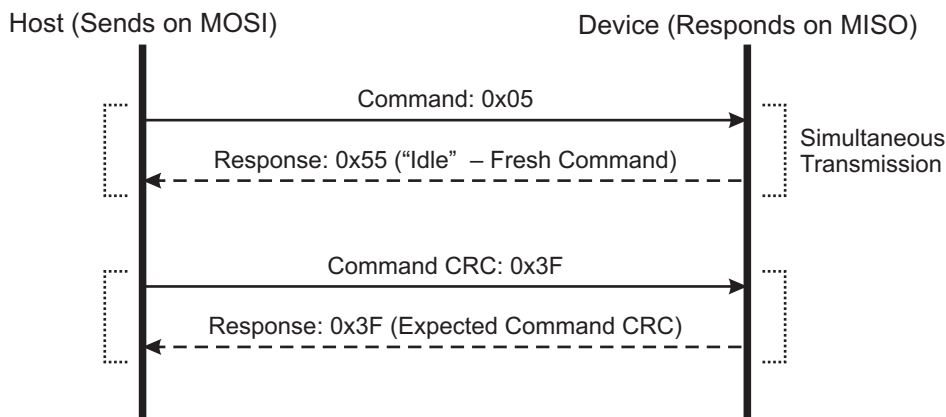 Host (Sends on MOSI)
Device (Responds on MISO)
Command: 0x05
Response: 0x55 (“Idle” – Fresh Command)
Simultaneous
Transmission
Command CRC: 0x3F
Response: 0x3F (Expected Command CRC)